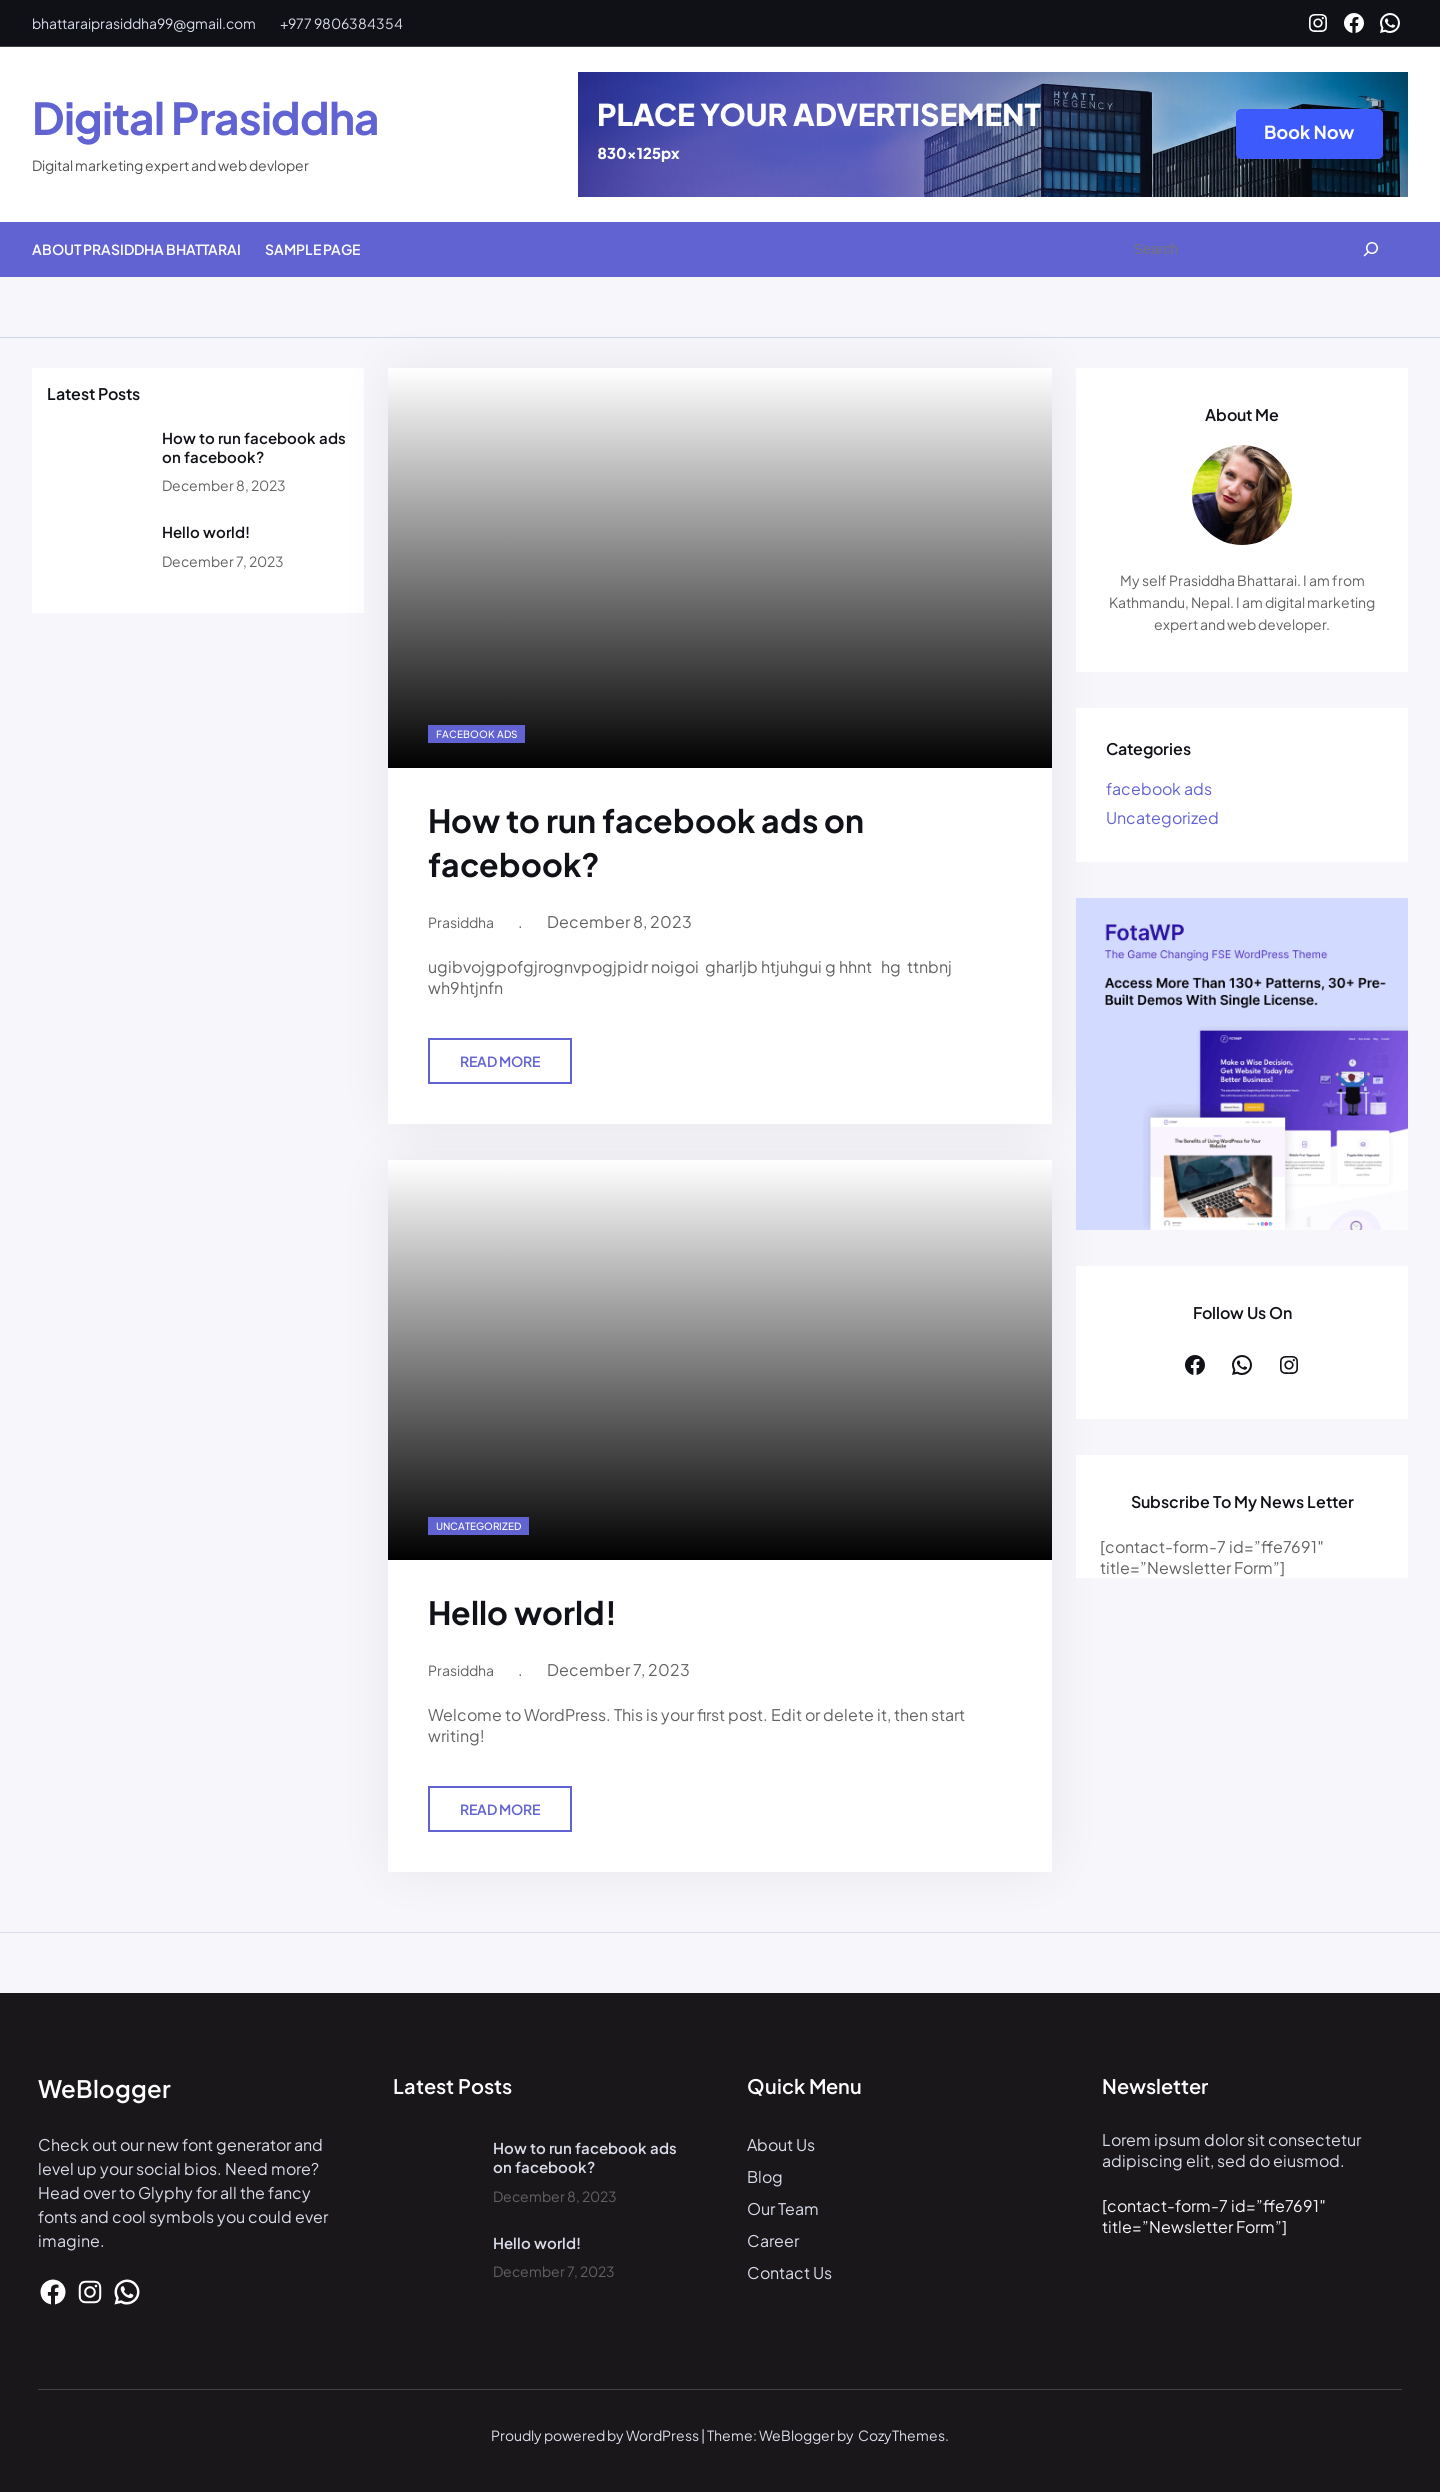 bhattaraiprasiddha99@gmail.com +977 9806384354
Digital Prasiddha
Digital marketing expert and web devloper
PLACE YOUR ADVERTISEMENT
830×125px
HYATT
REGENCY
Book Now
ABOUT PRASIDDHA BHATTARAI SAMPLE PAGE
Search
Latest Posts
How to run facebook ads
on facebook?
December 8, 2023
Hello world!
December 7, 2023
FACEBOOK ADS
How to run facebook ads on
facebook?
Prasiddha . December 8, 2023
ugibvojgpofgjrognvpogjpidr noigoi gharljb htjuhgui g hhnt hg ttnbnj
wh9htjnfn
READ MORE
UNCATEGORIZED
Hello world!
Prasiddha . December 7, 2023
Welcome to WordPress. This is your first post. Edit or delete it, then start
writing!
READ MORE
About Me
My self Prasiddha Bhattarai. I am from
Kathmandu, Nepal. I am digital marketing
expert and web developer.
Categories
facebook ads
Uncategorized
FotaWP
The Game Changing FSE WordPress Theme
Access More Than 130+ Patterns, 30+ Pre-
Built Demos With Single License.
FOTAWP
Make a Wise Decision,
Get Website Today for
Better Business!
The Benefits of Using WordPress for Your
Website
Follow Us On
Subscribe To My News Letter
[contact-form-7 id=”ffe7691″
title=”Newsletter Form”]
WeBlogger
Check out our new font generator and
level up your social bios. Need more?
Head over to Glyphy for all the fancy
fonts and cool symbols you could ever
imagine.
Latest Posts
How to run facebook ads
on facebook?
December 8, 2023
Hello world!
December 7, 2023
Quick Menu
About Us
Blog
Our Team
Career
Contact Us
Newsletter
Lorem ipsum dolor sit consectetur
adipiscing elit, sed do eiusmod.
[contact-form-7 id=”ffe7691″
title=”Newsletter Form”]
Proudly powered by WordPress | Theme: WeBlogger by CozyThemes.